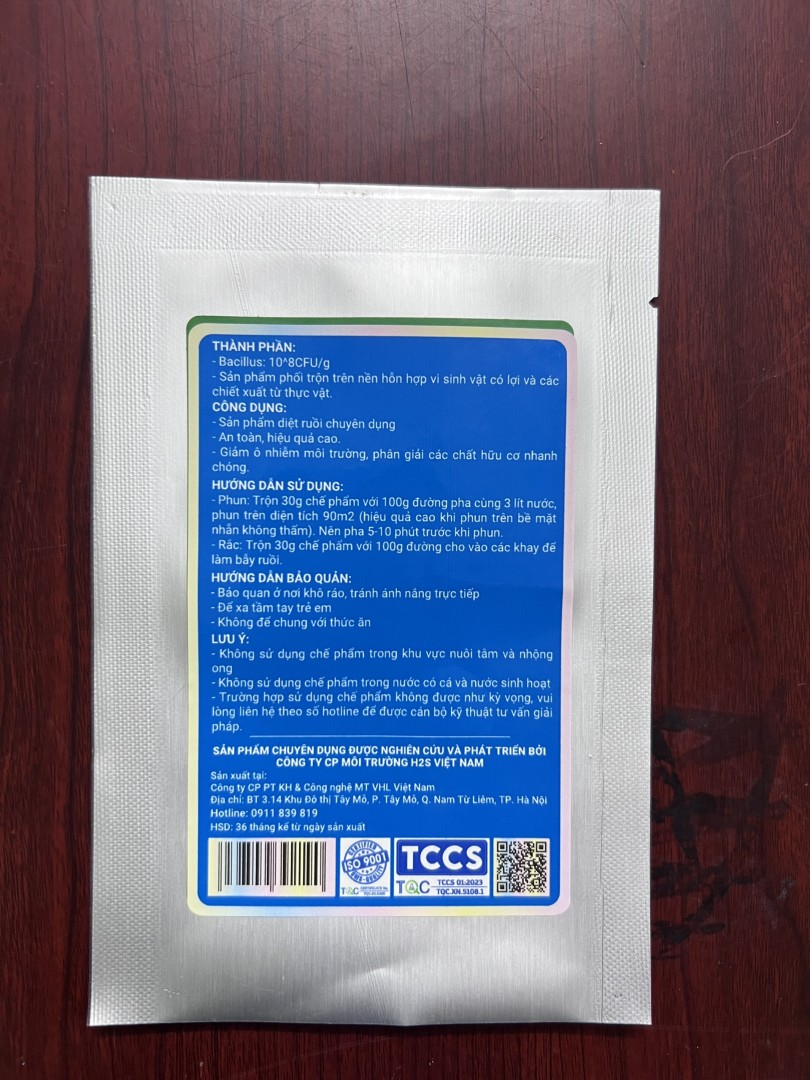 THÀNH PHẦN:
- Bacillus: 10^8CFU/g
- Sản phẩm phối trộn trên nền hỗn hợp vi sinh vật có lợi và các
chiết xuất từ thực vật.
CÔNG DỤNG:
- Sản phẩm diệt ruồi chuyên dụng
- An toàn, hiệu quả cao.
- Giảm ô nhiễm môi trường, phân giải các chất hữu cơ nhanh
chóng.
HƯỚNG DẪN SỬ DỤNG:
- Phun: Trộn 30g chế phẩm với 100g đường pha cùng 3 lít nước,
phun trên diện tích 90m2 (hiệu quả cao khi phun trên bề mặt
nhẵn không thấm). Nên pha 5-10 phút trước khi phun.
- Rắc: Trộn 30g chế phẩm với 100g đường cho vào các khay để
làm bẫy ruồi.
HƯỚNG DẪN BẢO QUẢN:
- Bảo quan ở nơi khô ráo, tránh ánh nắng trực tiếp
- Để xa tầm tay trẻ em
- Không để chung với thức ăn
LƯU Ý:
- Không sử dụng chế phẩm trong khu vực nuôi tằm và nhộng
ong
- Không sử dụng chế phẩm trong nước có cá và nước sinh hoạt
- Trường hợp sử dụng chế phẩm không được như kỳ vọng, vui
lòng liên hệ theo số hotline để được cán bộ kỹ thuật tư vấn giải
pháp.
SẢN PHẨM CHUYÊN DỤNG ĐƯỢC NGHIÊN CỨU VÀ PHÁT TRIỂN BỞI
CÔNG TY CP MÔI TRƯỜNG H2S VIỆT NAM
Sản xuất tại:
Công ty CP PT KH & Công nghệ MT VHL Việt Nam
Địa chỉ: BT 3.14 Khu Đô thị Tây Mỗ, P. Tây Mỗ, Q. Nam Từ Liêm, TP. Hà Nội
Hotline: 0911 839 819
HSD: 36 tháng kể từ ngày sản xuất
CERTIFIED
ISO 9001
TQC
TCCS
TQC
TCCS 01:2023
TQC.XN.5108.1